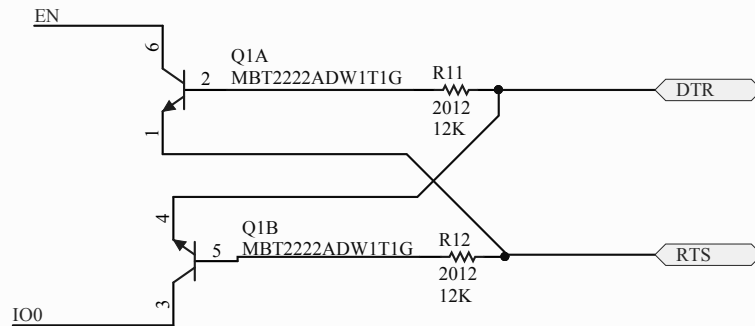 EN
6
Q1A
MBT2222ADW1T1G
2
R11
2012
12K
DTR
1
4
Q1B
MBT2222ADW1T1G
5
R12
2012
12K
RTS
3
IO0